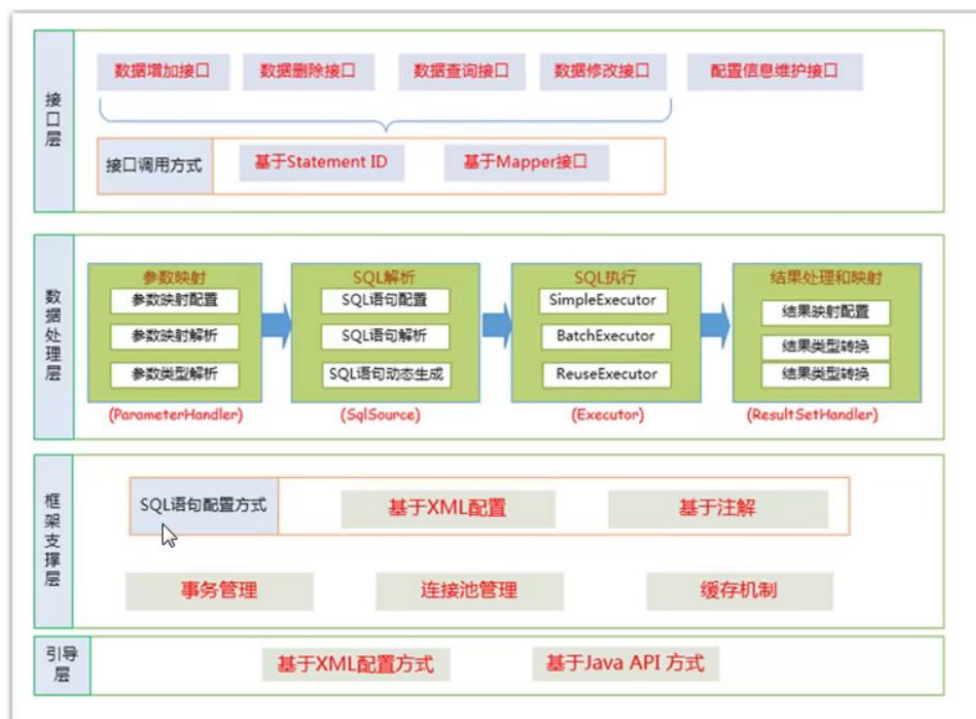 接口层
数据增加接口
数据删除接口
数据查询接口
数据修改接口
配置信息维护接口
接口调用方式
基于Statement ID
基于Mapper接口
数据处理层
参数映射
参数映射配置
参数映射解析
参数类型解析
(ParameterHandler)
SQL解析
SQL语句配置
SQL语句解析
SQL语句动态生成
(SqlSource)
SQL执行
SimpleExecutor
BatchExecutor
ReuseExecutor
(Executor)
结果处理和映射
结果映射配置
结果类型转换
结果类型转换
(ResultSetHandler)
框架支撑层
SQL语句配置方式
基于XML配置
基于注解
事务管理
连接池管理
缓存机制
引导层
基于XML配置方式
基于Java API 方式